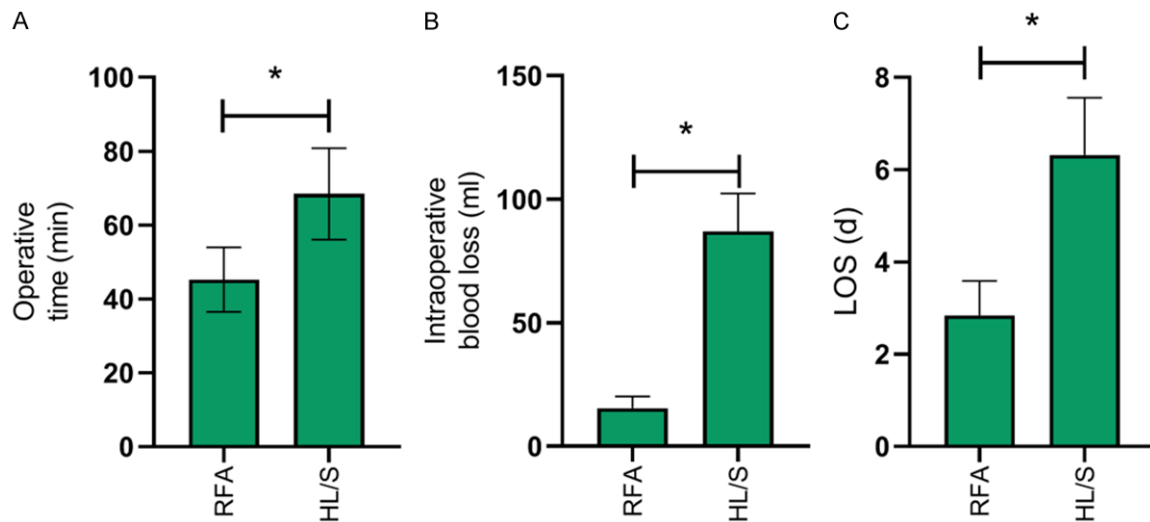 A
Operative
time (min)
100
80
60
40
20
0
*
RFA
HL/S
B
Intraoperative
blood loss (ml)
150
100
50
0
*
RFA
HL/S
C
LOS (d)
8
6
4
2
0
*
RFA
HL/S